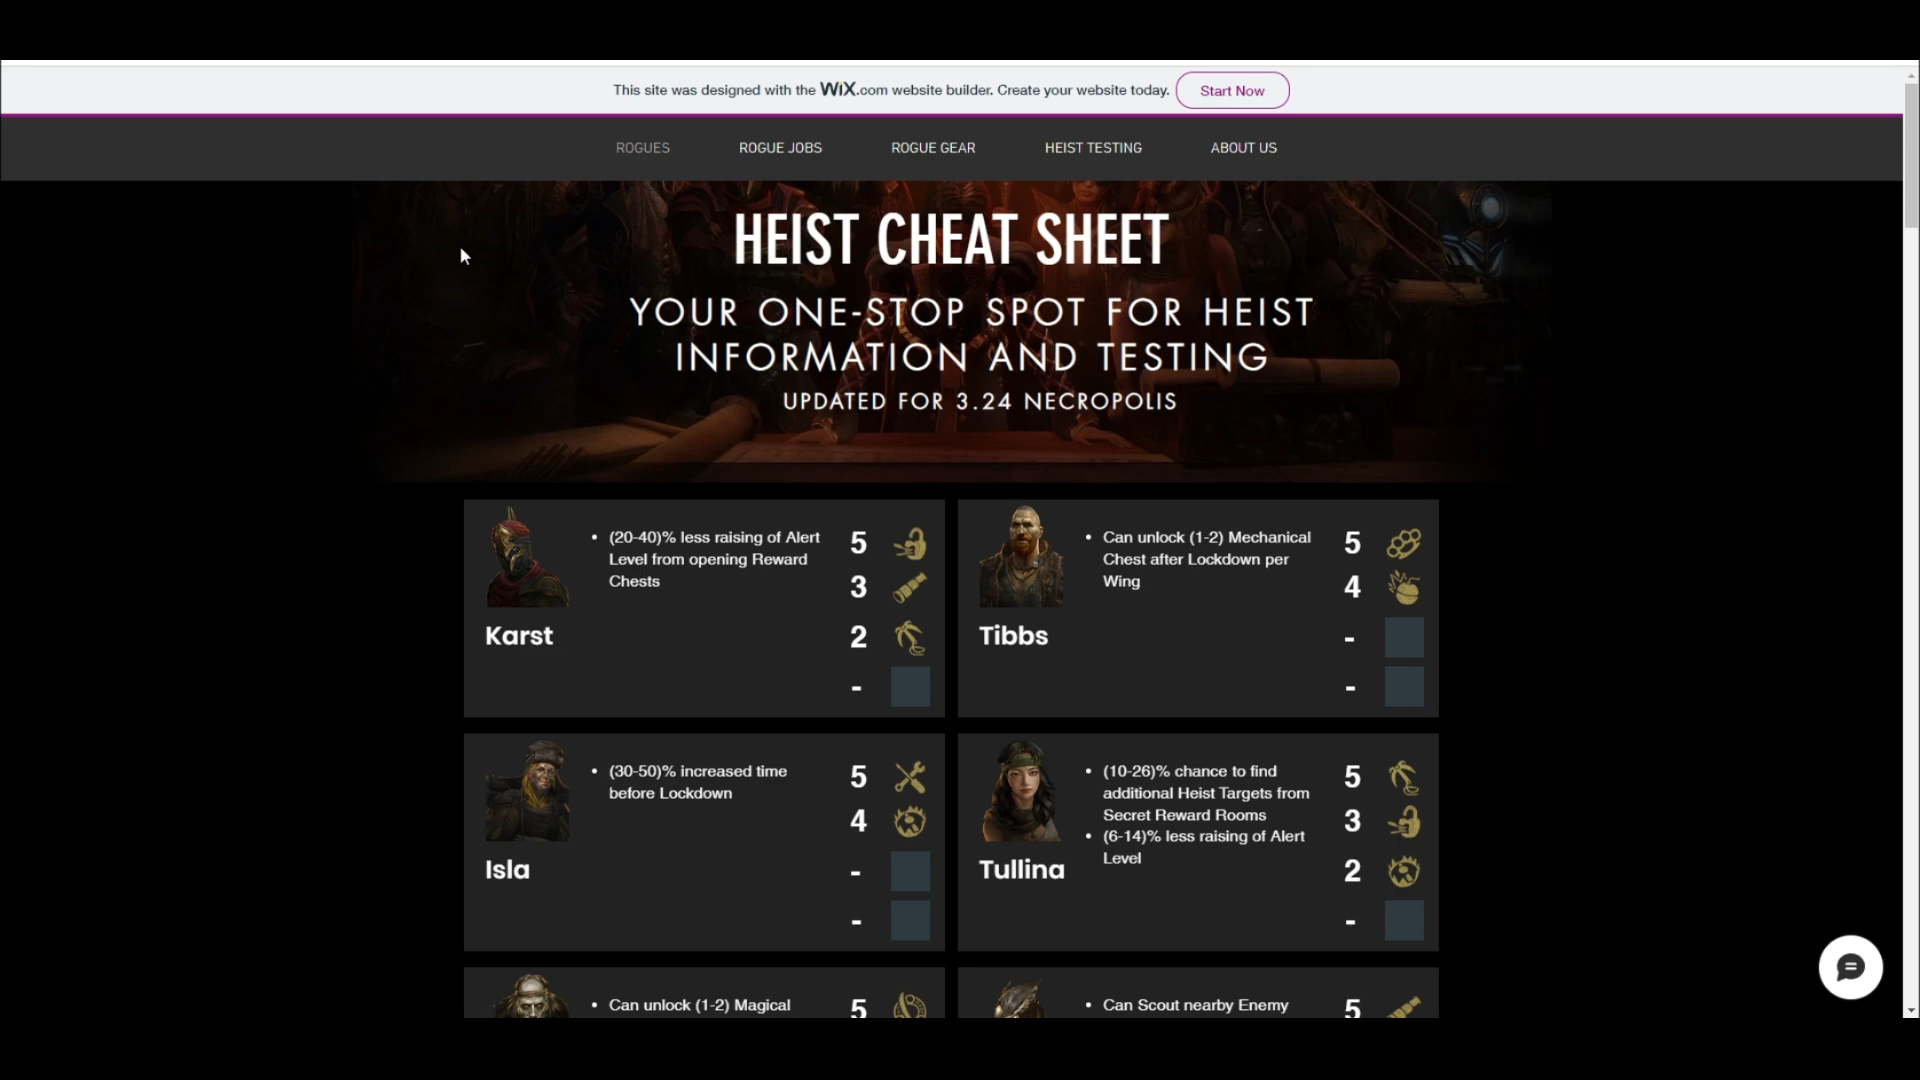 This site was designed with the WiX.com website builder. Create your website today. Start Now
ROGUES ROGUE JOBS ROGUE GEAR HEIST TESTING ABOUT US
HEIST CHEAT SHEET
YOUR ONE-STOP SPOT FOR HEIST
INFORMATION AND TESTING
UPDATED FOR 3.24 NECROPOLIS
• (20-40)% less raising of Alert
Level from opening Reward
Chests
Karst
5
3
2
-
• Can unlock (1-2) Mechanical
Chest after Lockdown per
Wing
Tibbs
5
4
-
-
• (30-50)% increased time
before Lockdown
Isla
5
4
-
-
• (10-26)% chance to find
additional Heist Targets from
Secret Reward Rooms
• (6-14)% less raising of Alert
Level
Tullina
5
3
2
-
• Can unlock (1-2) Magical
5
• Can Scout nearby Enemy
5